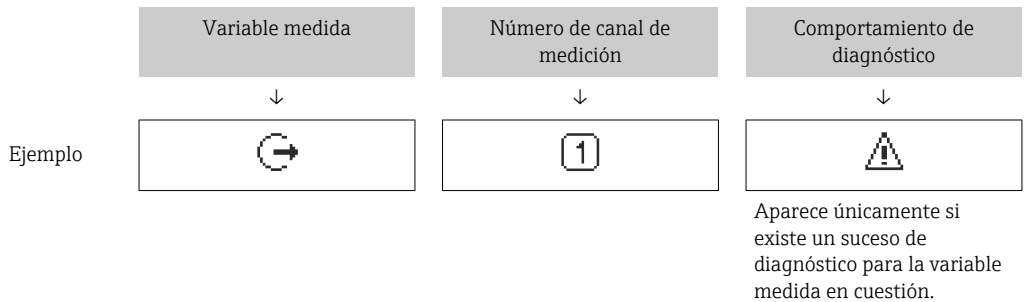 Variable medida
Número de canal de
medición
Comportamiento de
diagnóstico
↓ ↓ ↓
Ejemplo
1
Aparece únicamente si
existe un suceso de
diagnóstico para la variable
medida en cuestión.